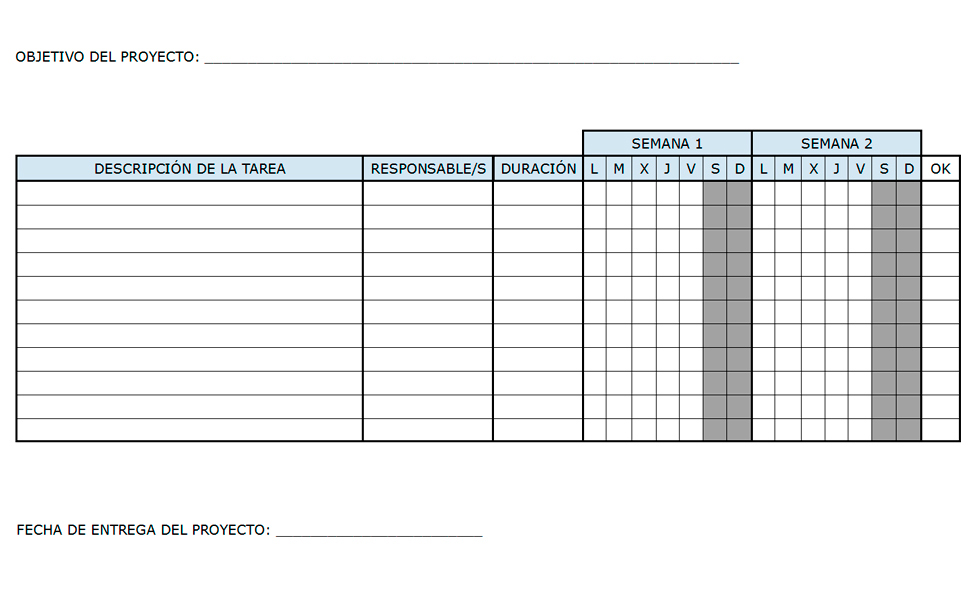 OBJETIVO DEL PROYECTO: ______________________________________________________________
SEMANA 1 SEMANA 2
DESCRIPCIÓN DE LA TAREA RESPONSABLE/S DURACIÓN L M X J V S D L M X J V S D OK
FECHA DE ENTREGA DEL PROYECTO: ________________________